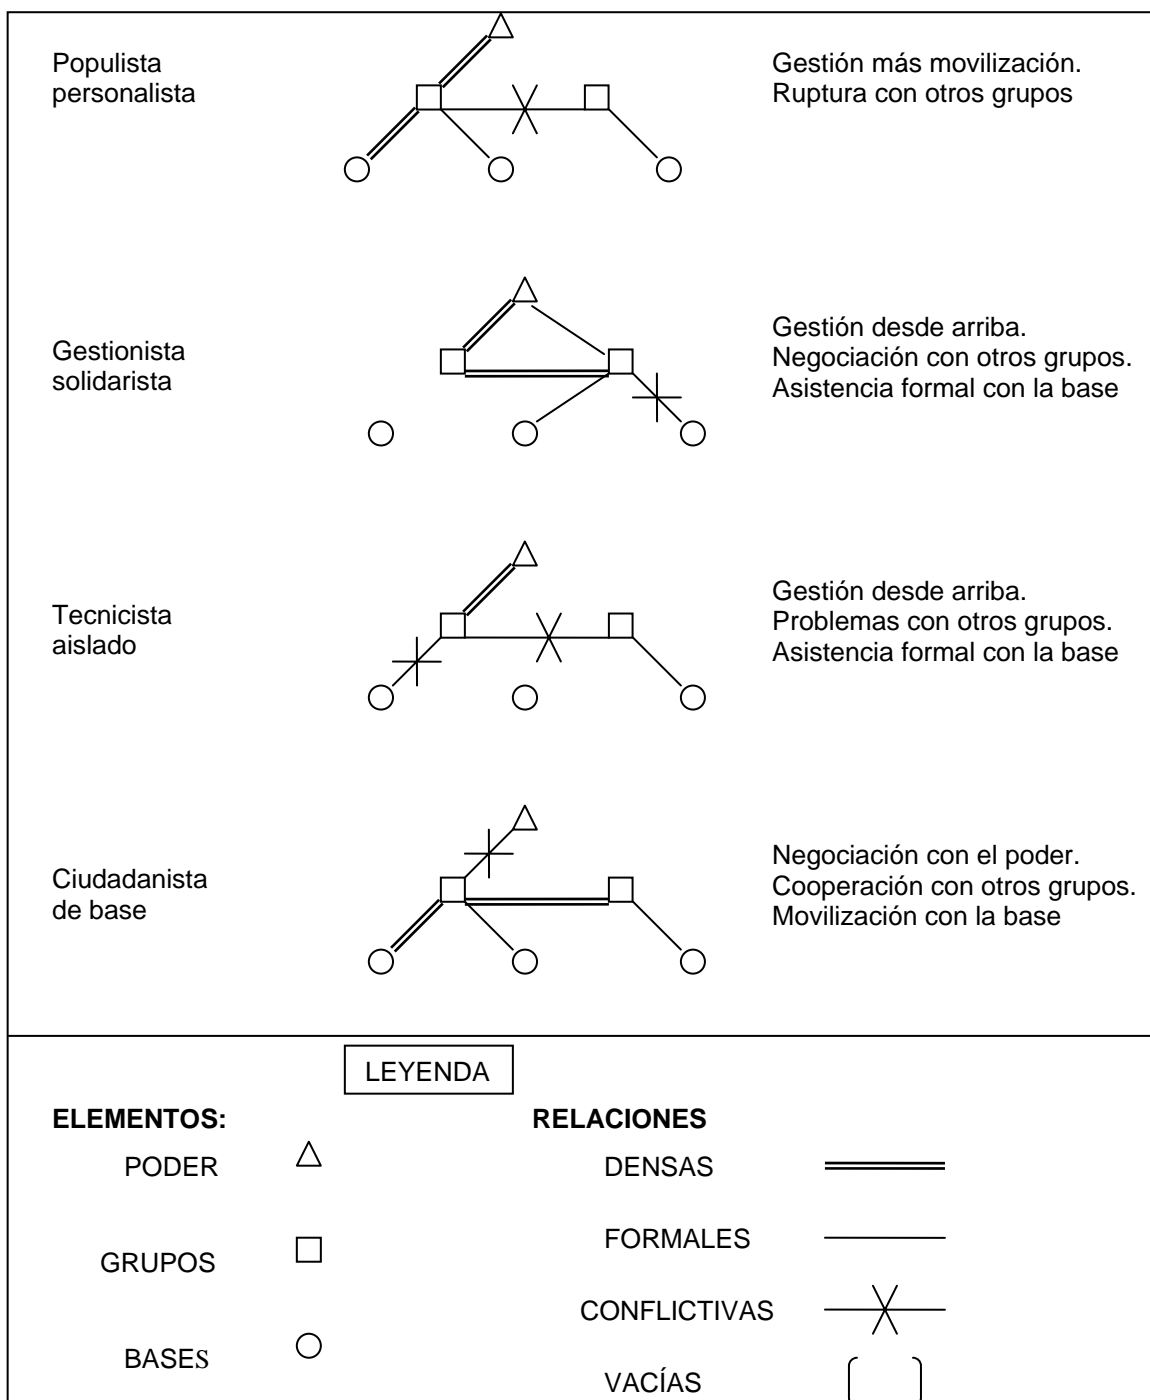 Populista
personalista
Gestión más movilización.
Ruptura con otros grupos
Gestionista
solidarista
Gestión desde arriba.
Negociación con otros grupos.
Asistencia formal con la base
Tecnicista
aislado
Gestión desde arriba.
Problemas con otros grupos.
Asistencia formal con la base
Ciudadanista
de base
Negociación con el poder.
Cooperación con otros grupos.
Movilización con la base
LEYENDA
ELEMENTOS:
RELACIONES
PODER
DENSAS
GRUPOS
FORMALES
CONFLICTIVAS
BASES
VACÍAS